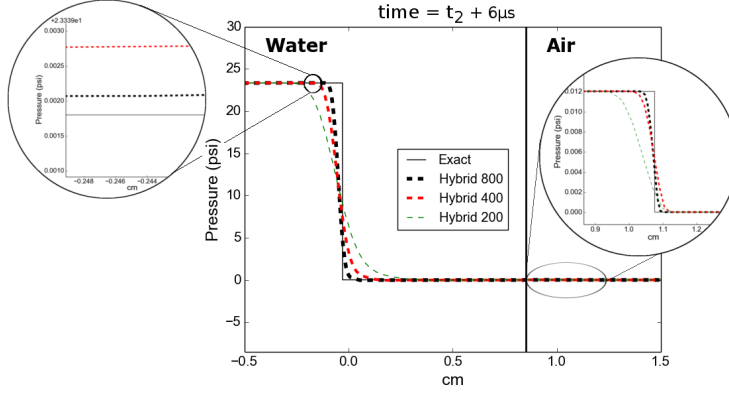 time = t2 + 6μs
Water
Air
Pressure (psi)
30
25
20
15
10
5
0
−5
−0.5
0.0
0.5
1.0
1.5
cm
Exact
Hybrid 800
Hybrid 400
Hybrid 200
+2.3339e1
0.0030
0.0025
0.0020
0.0015
0.0010
Pressure (psi)
−0.248
−0.246
−0.244
cm
0.012
0.010
0.008
0.006
0.004
0.002
0.000
Pressure (psi)
0.9
1.0
1.1
1.2
cm